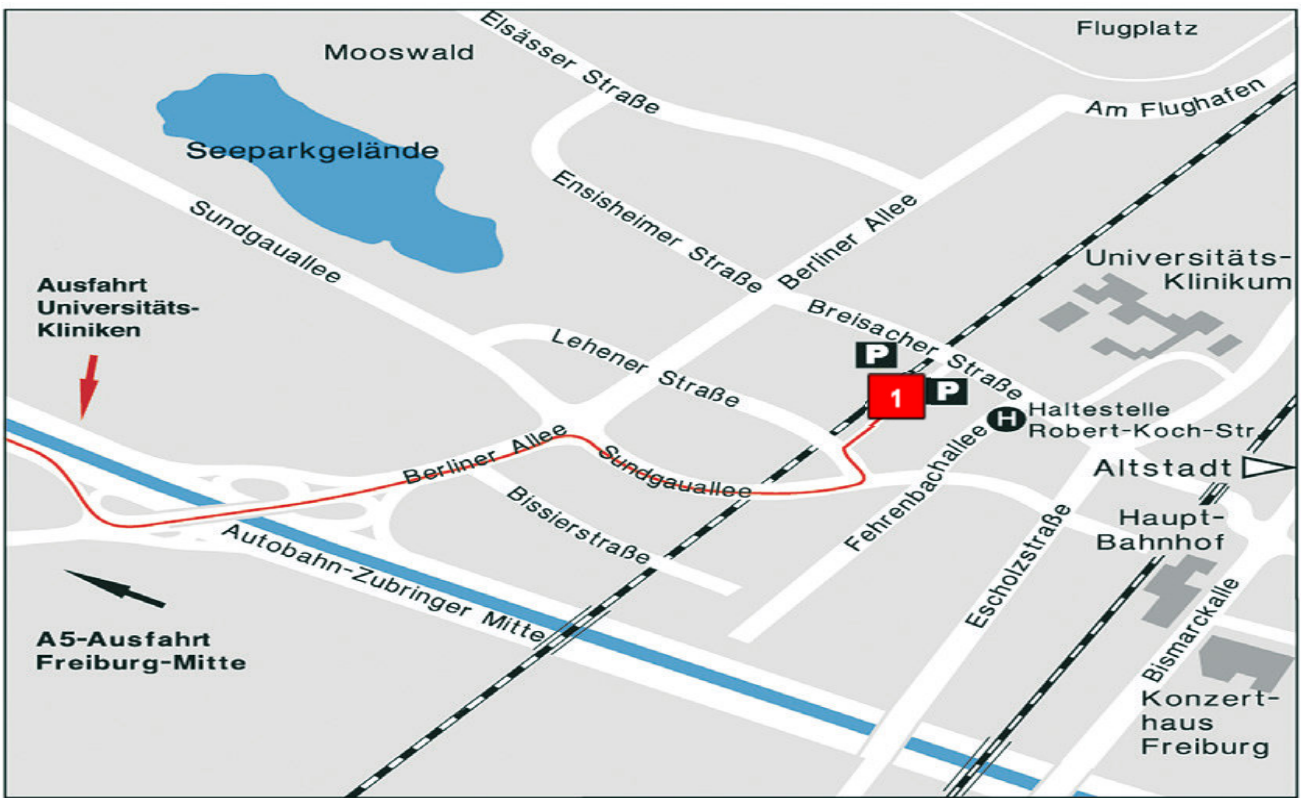 Flugplatz
Elsässer Straße
Mooswald
Am Flughafen
Seeparkgelände
Ensisheimer Straße
Berliner Allee
Sundgauallee
Universitäts-
Klinikum
Ausfahrt
Universitäts-
Kliniken
Breisacher Straße
Lehener Straße
P
1
P
H
Haltestelle
Robert-Koch-Str
Berliner Allee
Sundgauallee
Altstadt
Bissierstraße
Fehrenbachallee
Escholzstraße
Haupt-
Bahnhof
Autobahn-Zubringer Mitte
Bismarckalle
A5-Ausfahrt
Freiburg-Mitte
Konzert-
haus
Freiburg